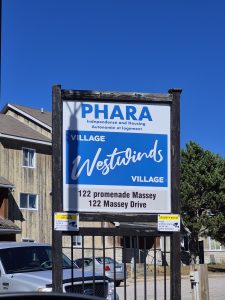 PHARA
Independence and Housing
Autonomie et logement
VILLAGE
Westwinds
VILLAGE
122 promenade Massey
122 Massey Drive